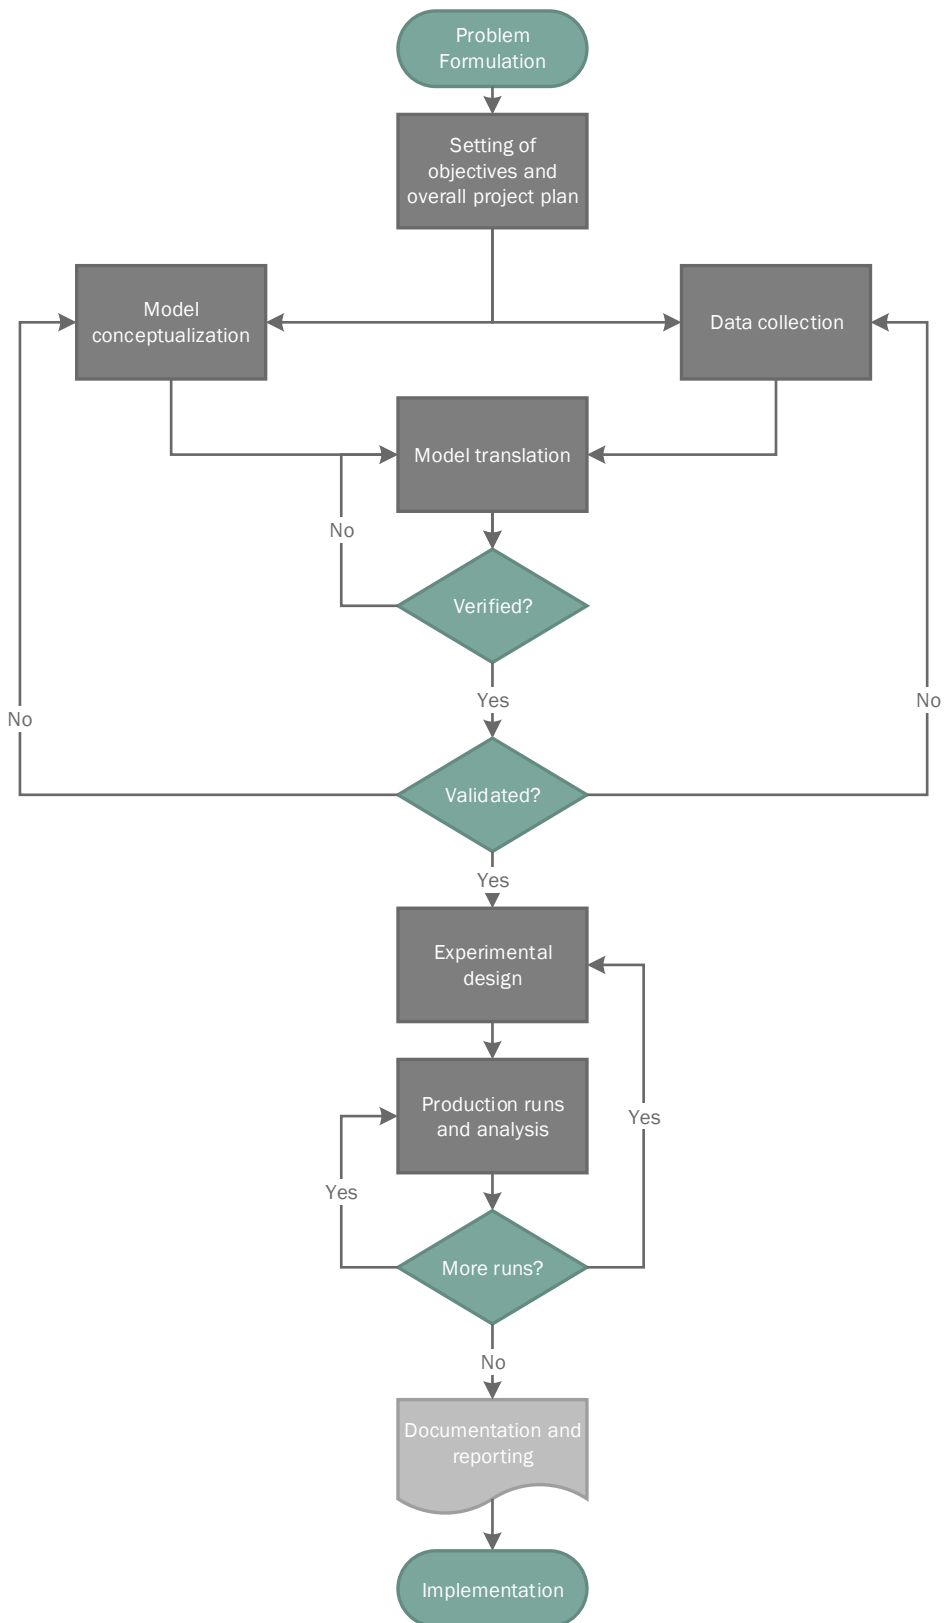 Problem
Formulation
Setting of
objectives and
overall project plan
Model
conceptualization
Data collection
Model translation
No
Verified?
Yes
No
No
Validated?
Yes
Experimental
design
Production runs
and analysis
Yes
Yes
More runs?
No
Documentation and
reporting
Implementation